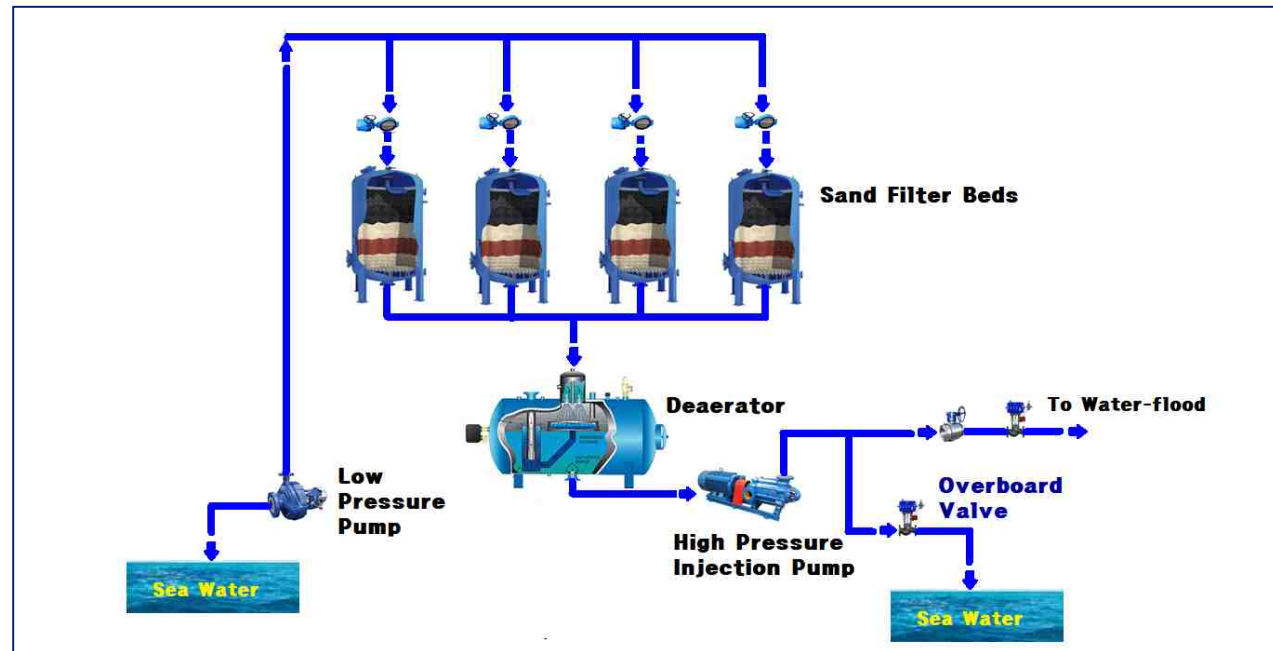 Sand Filter Beds
Deaerator
To Water-flood
Low
Pressure
Pump
Overboard
Valve
High Pressure
Injection Pump
Sea Water
Sea Water